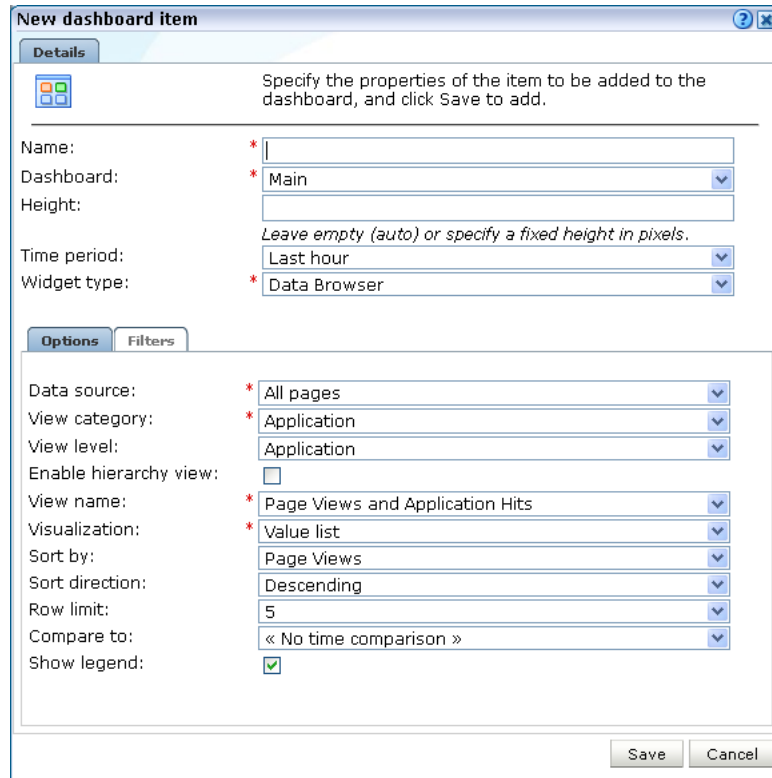 New dashboard item
Details
Specify the properties of the item to be added to the
dashboard, and click Save to add.
Name: *
Dashboard: * Main
Height:
Leave empty (auto) or specify a fixed height in pixels.
Time period: Last hour
Widget type: * Data Browser
Options Filters
Data source: * All pages
View category: * Application
View level: Application
Enable hierarchy view:
View name: * Page Views and Application Hits
Visualization: * Value list
Sort by: Page Views
Sort direction: Descending
Row limit: 5
Compare to: « No time comparison »
Show legend:
Save Cancel